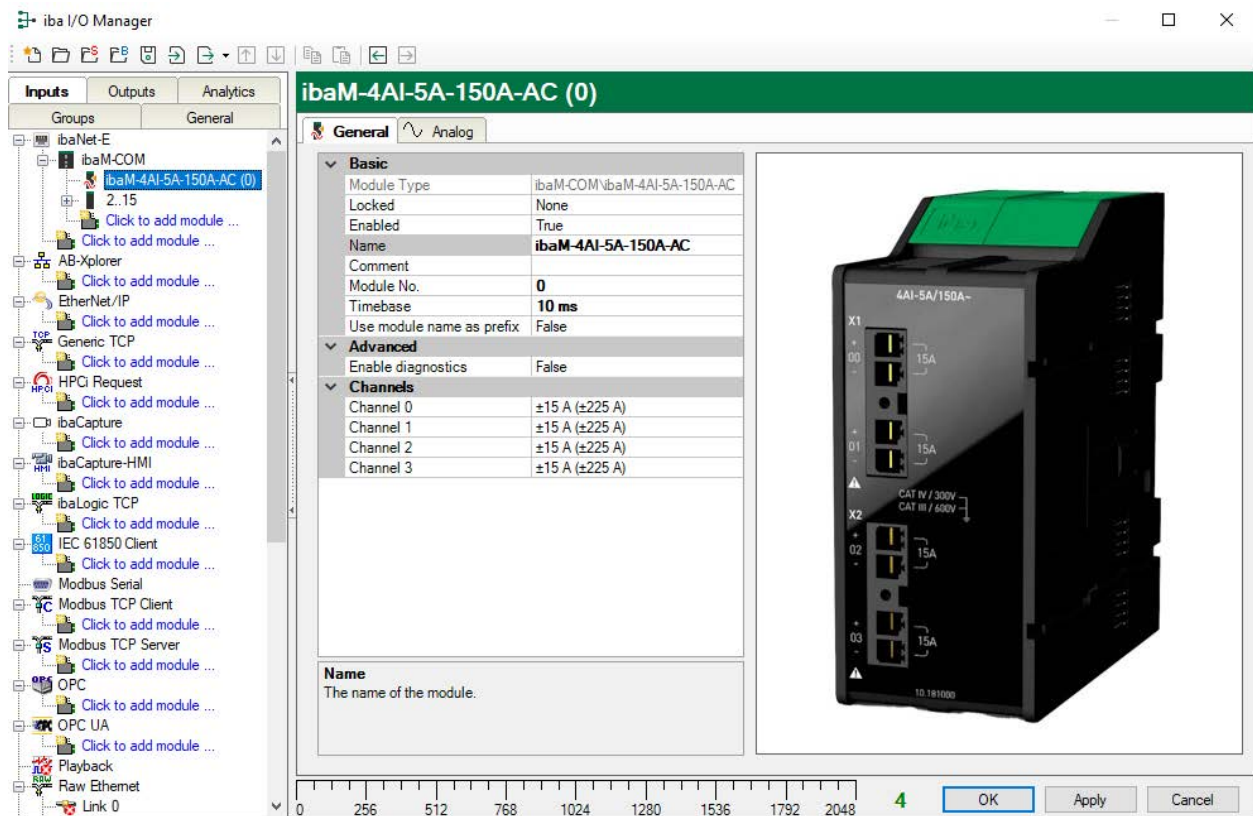 iba I/O Manager
Inputs Outputs Analytics
Groups General
ibaNet-E
ibaM-COM
ibaM-4AI-5A-150A-AC (0)
2..15
Click to add module ...
Click to add module ...
AB-Xplorer
Click to add module ...
EtherNet/IP
Click to add module ...
TCP
Generic TCP
Click to add module ...
HPCi
HPCi Request
Click to add module ...
ibaCapture
Click to add module ...
HMI
ibaCapture-HMI
Click to add module ...
LOGIC
ibaLogic TCP
Click to add module ...
61
850
IEC 61850 Client
Click to add module ...
Modbus Serial
Modbus TCP Client
Click to add module ...
Modbus TCP Server
Click to add module ...
OPC
OPC
Click to add module ...
OPC UA
Click to add module ...
Playback
RAW
Raw Ethernet
Link 0
ibaM-4AI-5A-150A-AC (0)
General Analog
Basic
Module Type ibaM-COM\ibaM-4AI-5A-150A-AC
Locked None
Enabled True
Name ibaM-4AI-5A-150A-AC
Comment
Module No. 0
Timebase 10 ms
Use module name as prefix False
Advanced
Enable diagnostics False
Channels
Channel 0 ±15 A (±225 A)
Channel 1 ±15 A (±225 A)
Channel 2 ±15 A (±225 A)
Channel 3 ±15 A (±225 A)
Name
The name of the module.
4AI-5A/150A~
X1
+
00 15A
-
+
01 15A
-
CAT IV / 300V
CAT III / 600V
X2
+
02 15A
-
+
03 15A
-
10.181000
0 256 512 768 1024 1280 1536 1792 2048
4 OK Apply Cancel